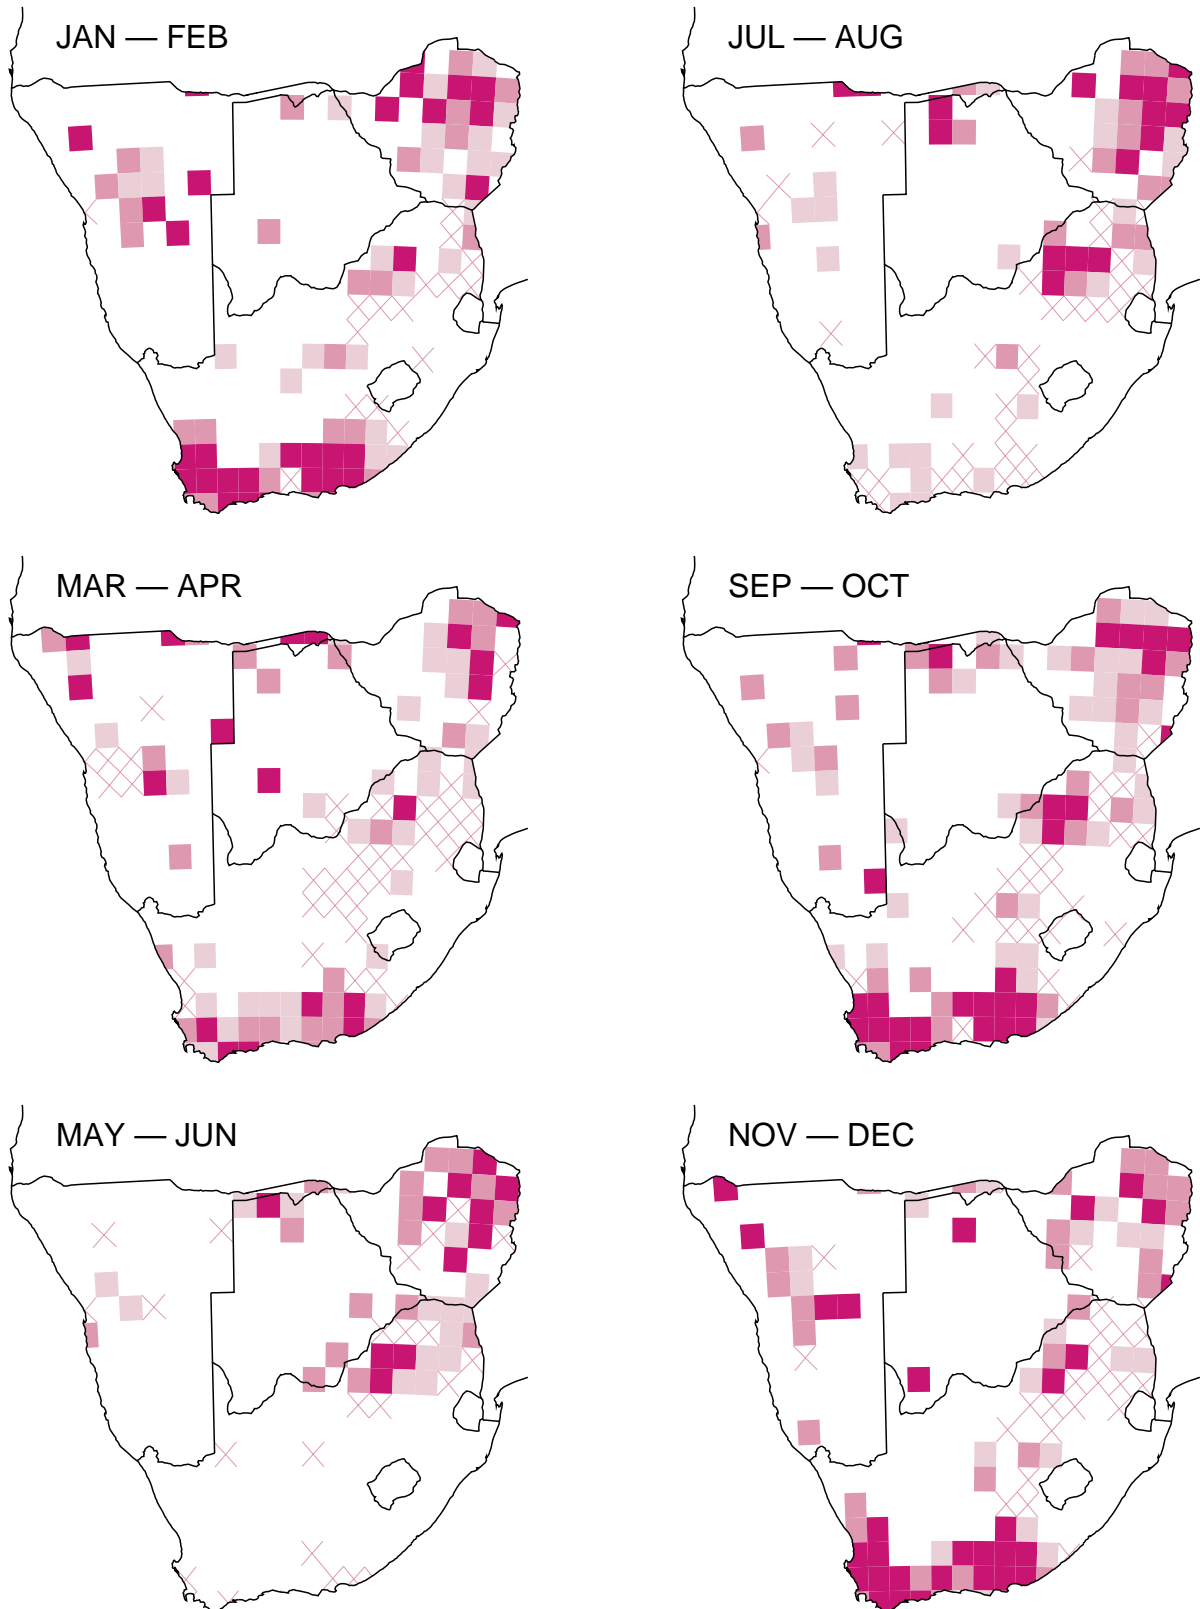 JAN — FEB
JUL — AUG
MAR — APR
SEP — OCT
MAY — JUN
NOV — DEC